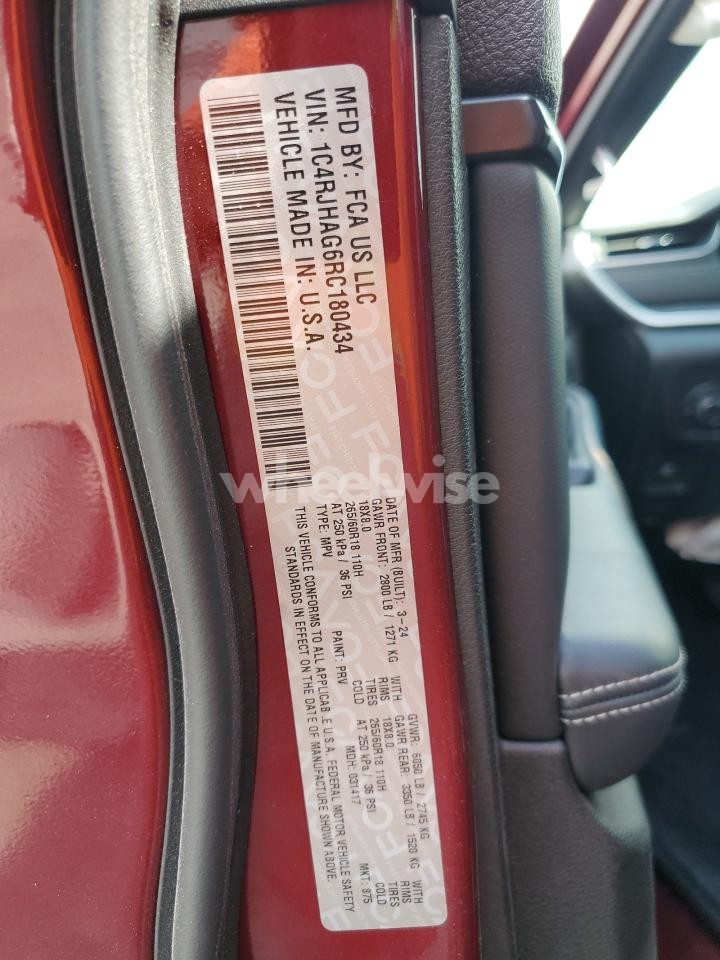 MFD BY: FCA US LLC
VIN: 1C4RJHAG6RC180434
VEHICLE MADE IN: U.S.A.
DATE OF MFR (BUILT): 3-24 GVWR: 6050 LB / 2745 KG
GAWR FRONT: 2800 LB / 1271 KG WITH GAWR REAR: 3350 LB / 1520 KG WITH
18X8.0 RIMS 18X8.0 RIMS
265/60R18 110H TIRES 265/60R18 110H TIRES
AT 250 kPa / 36 PSI COLD AT 250 kPa / 36 PSI COLD
TYPE: MPV PAINT: PRV MDH: 031417 MKT: 875
THIS VEHICLE CONFORMS TO ALL APPLICAB_E U.S.A. FEDERAL MOTOR VEHICLE SAFETY
STANDARDS IN EFFECT ON THE DATE OF MANUFACTURE SHOWN ABOVE.
wheelwise